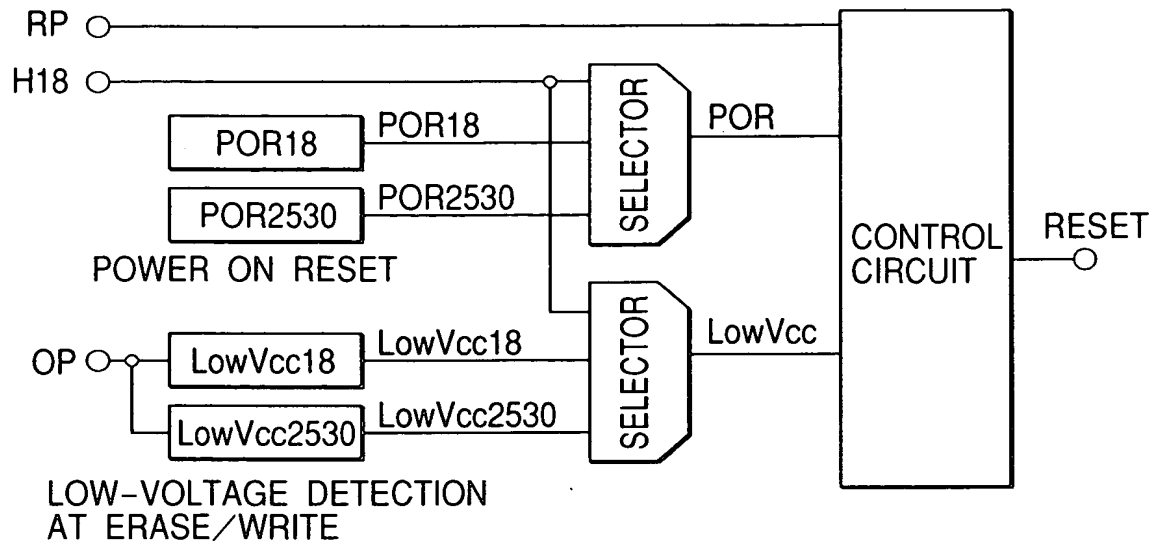 RP
H18
POR18
POR18
SELECTOR
POR
POR2530
POR2530
POWER ON RESET
CONTROL
CIRCUIT
RESET
OP
LowVcc18
LowVcc18
SELECTOR
LowVcc
LowVcc2530
LowVcc2530
LOW-VOLTAGE DETECTION
AT ERASE/WRITE